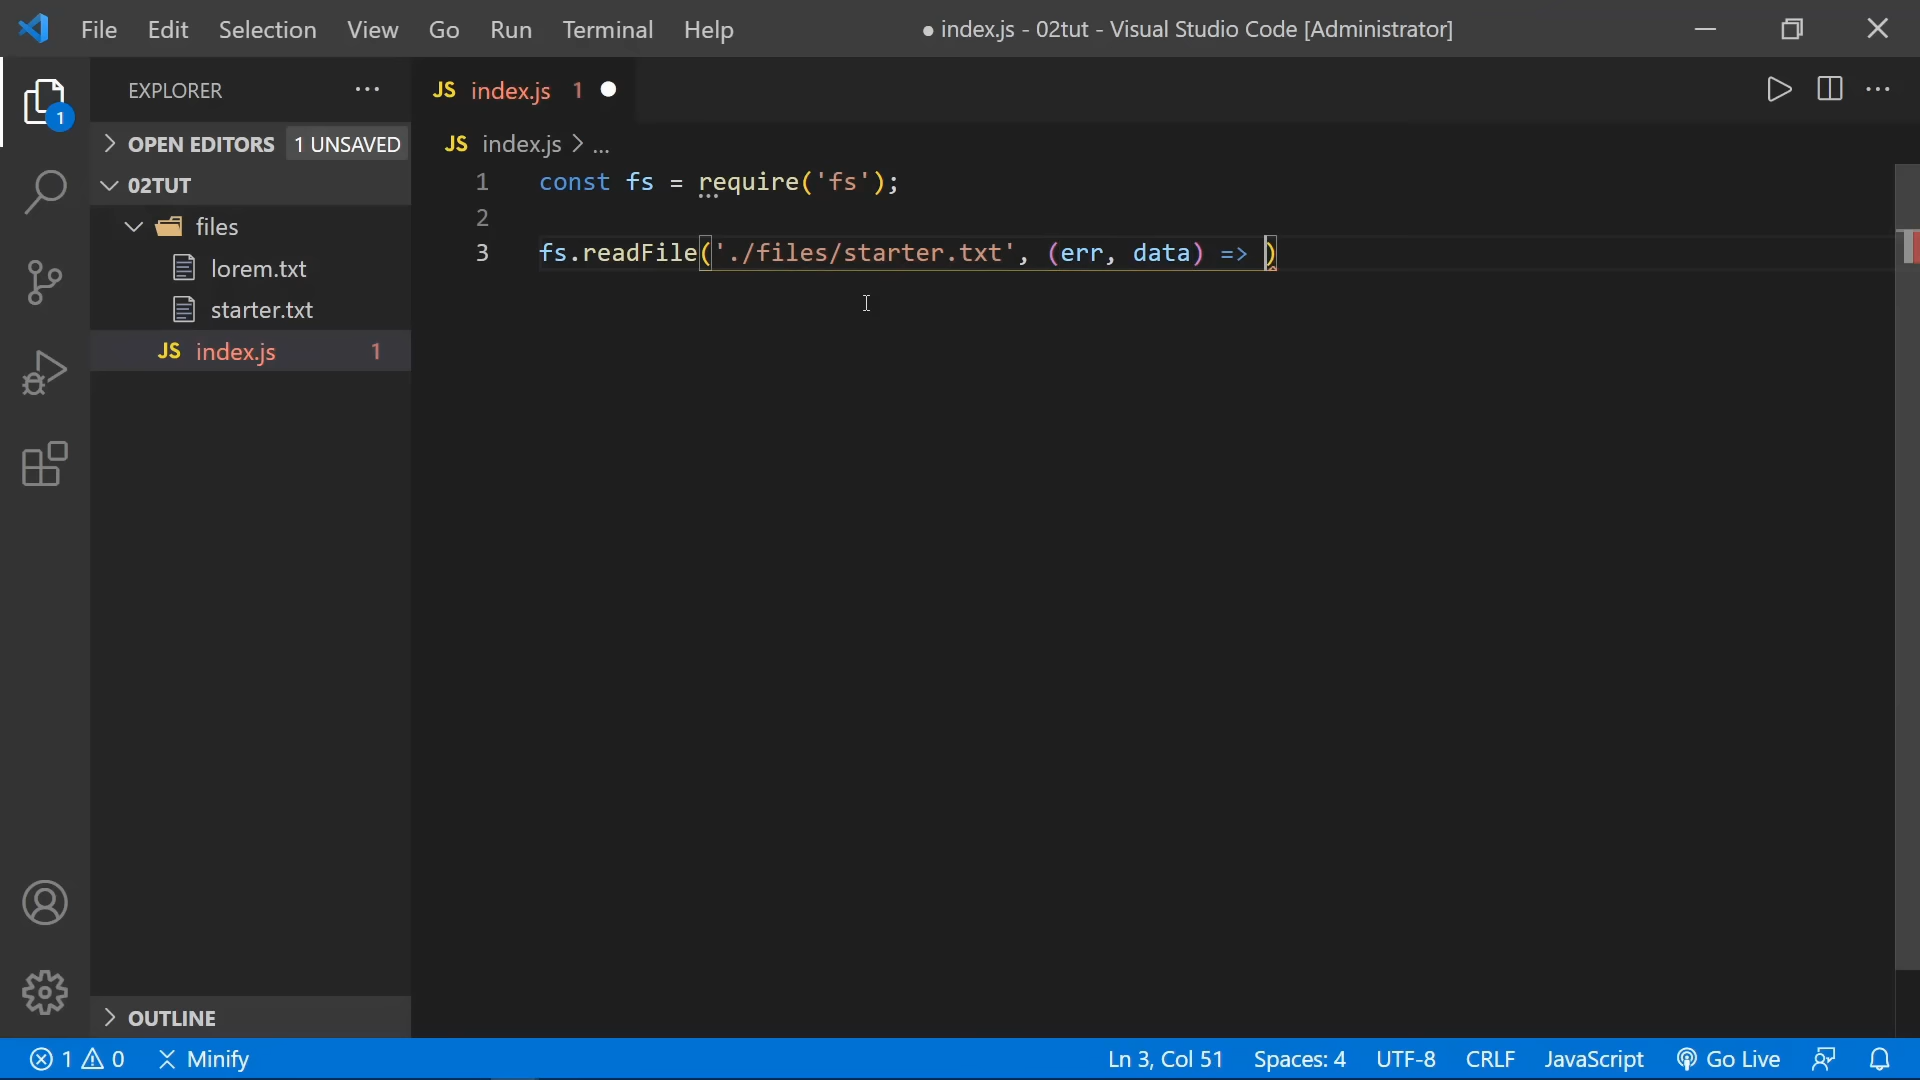 File Edit Selection View Go Run Terminal Help ● index.js - 02tut - Visual Studio Code [Administrator]
EXPLORER ···
JS index.js 1 ●
1
OPEN EDITORS 1 UNSAVED
JS index.js > ...
02TUT
files
lorem.txt
starter.txt
JS index.js 1
1 const fs = require('fs');
2
3 fs.readFile('./files/starter.txt', (err, data) => )
OUTLINE
1 0 Minify Ln 3, Col 51 Spaces: 4 UTF-8 CRLF JavaScript Go Live